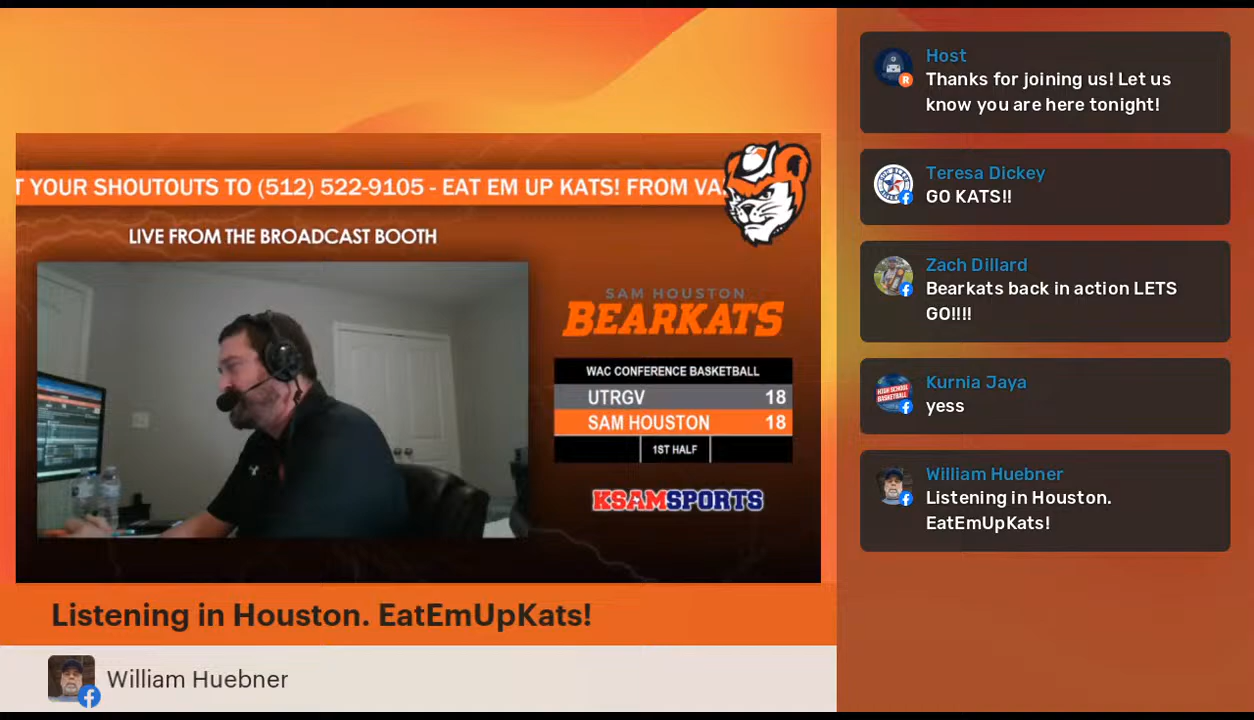 T YOUR SHOUTOUTS TO (512) 522-9105 - EAT EM UP KATS! FROM VA
LIVE FROM THE BROADCAST BOOTH
SAM HOUSTON
BEARKATS
WAC CONFERENCE BASKETBALL
UTRGV 18
SAM HOUSTON 18
1ST HALF
KSAMSPORTS
Listening in Houston. EatEmUpKats!
William Huebner
Host
Thanks for joining us! Let us
know you are here tonight!
Teresa Dickey
GO KATS!!
Zach Dillard
Bearkats back in action LETS
GO!!!!
Kurnia Jaya
yess
William Huebner
Listening in Houston.
EatEmUpKats!